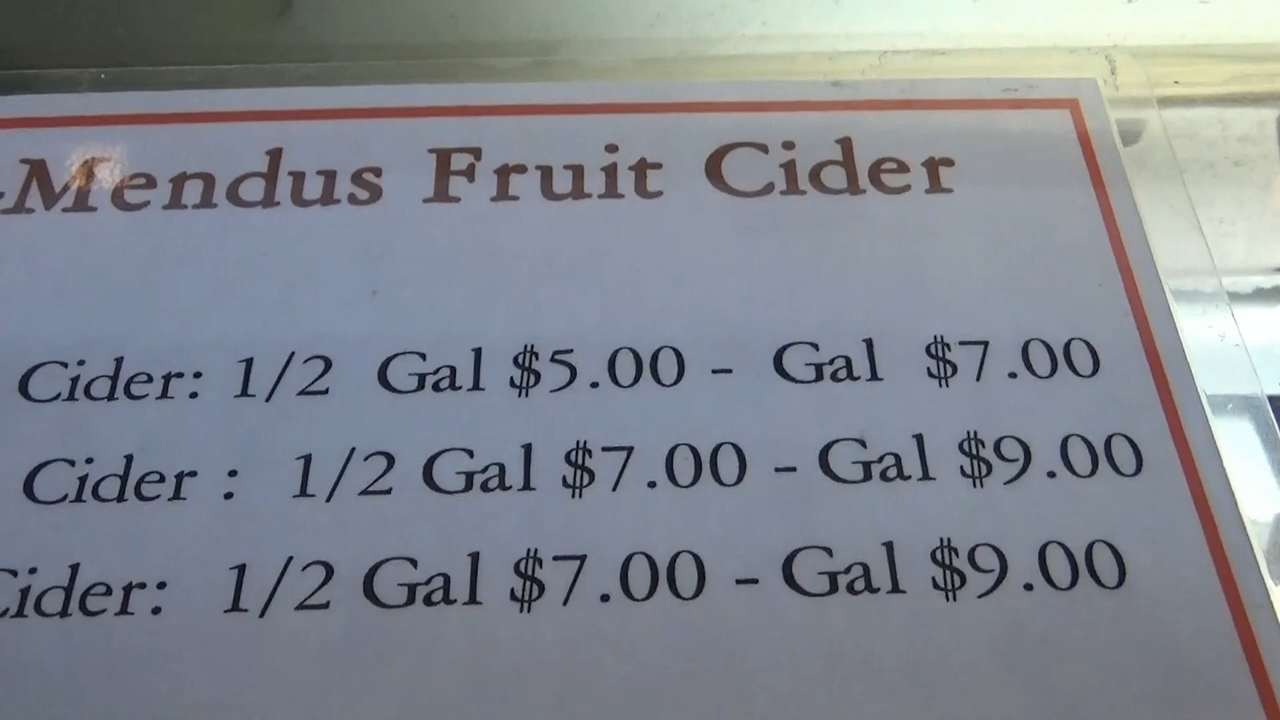 -Mendus Fruit Cider
Cider: 1/2 Gal $5.00 - Gal $7.00
Cider : 1/2 Gal $7.00 - Gal $9.00
Cider: 1/2 Gal $7.00 - Gal $9.00